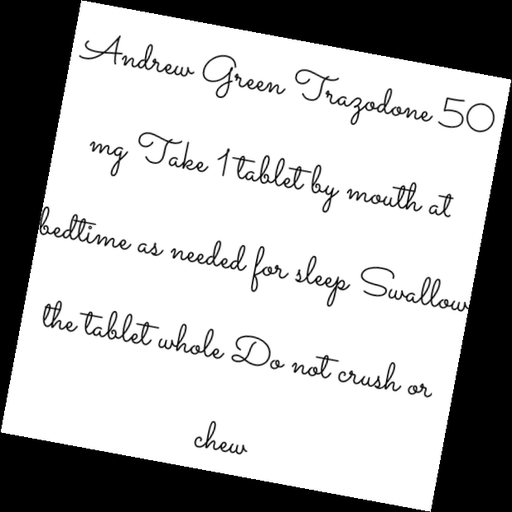 Andrew Green Trazodone 50
mg Take 1 tablet by mouth at
bedtime as needed for sleep Swallow
the tablet whole Do not crush or
chew